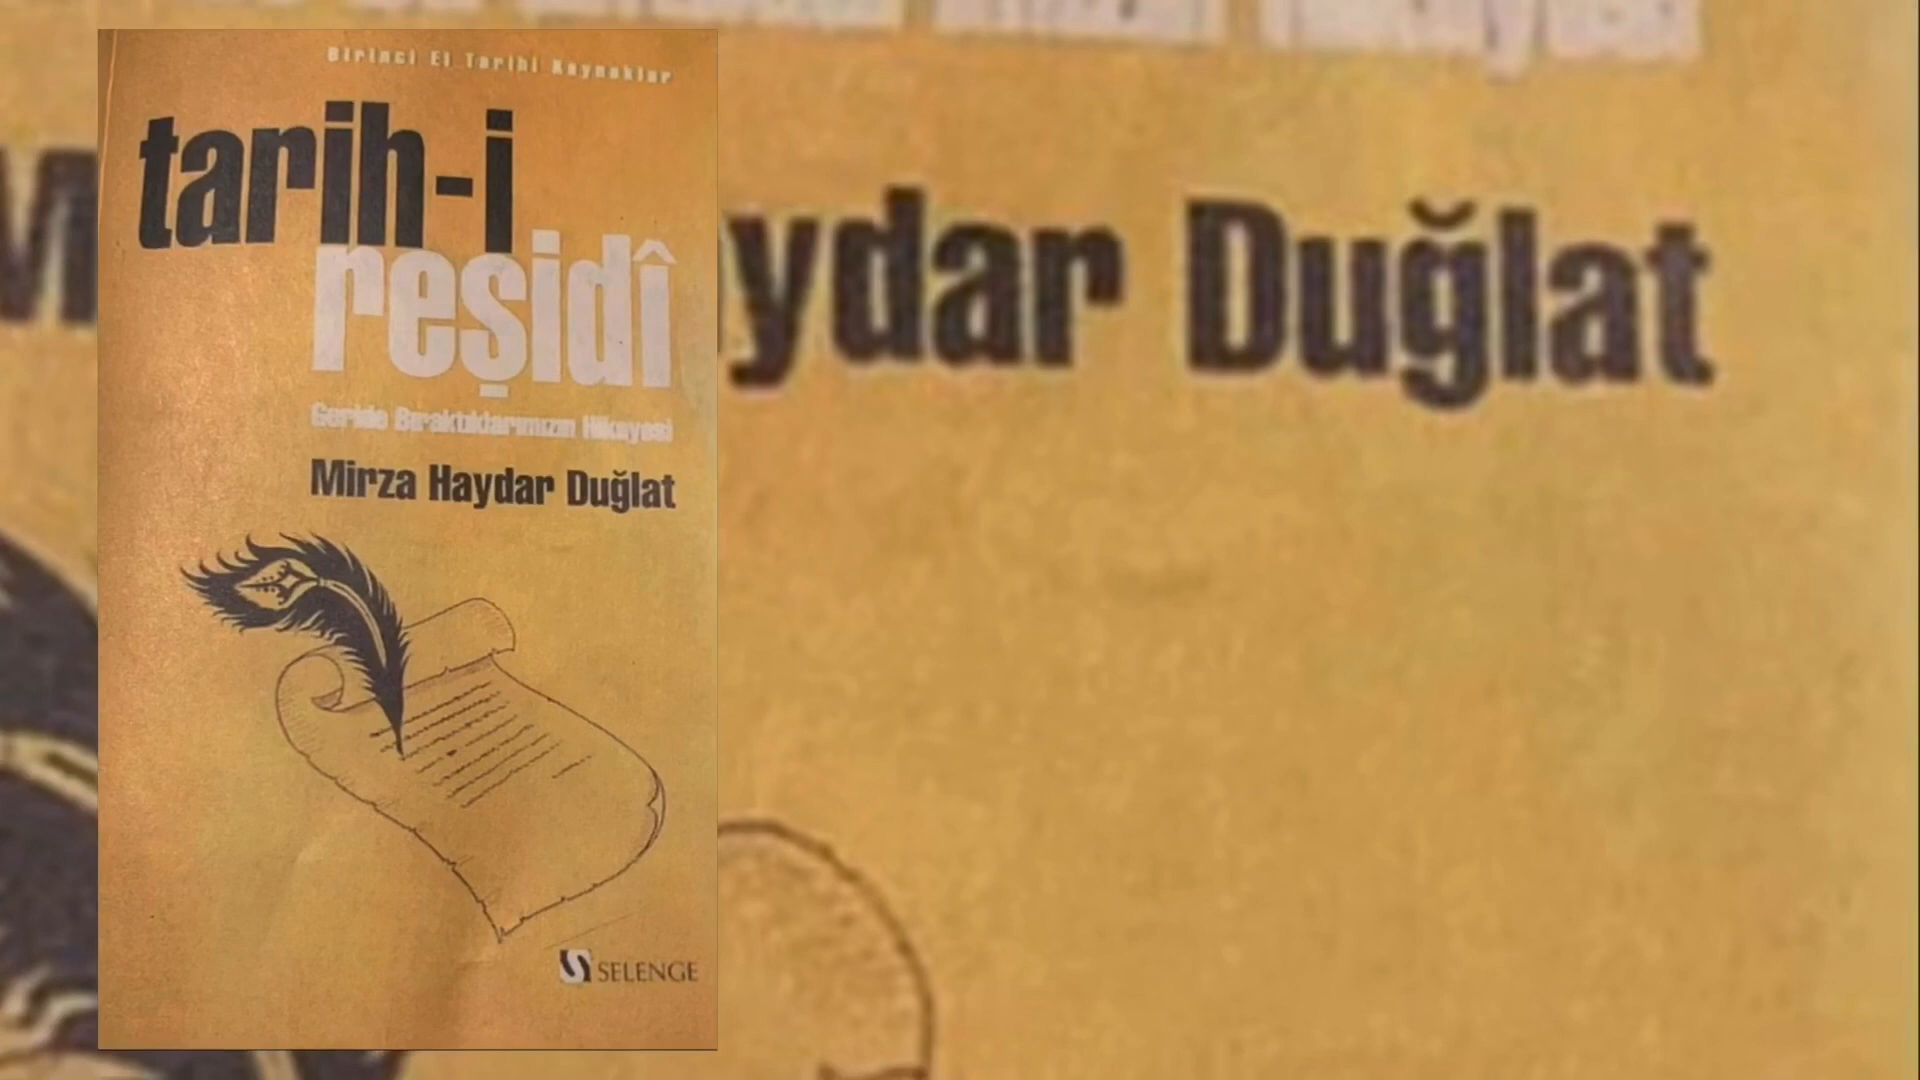 Birinci El Tarihi Kaynaklar
tarih-i
reşidî
Geride Bıraktıklarımızın Hikayesi
Mirza Haydar Duğlat
SELENGE
ydar Duğlat